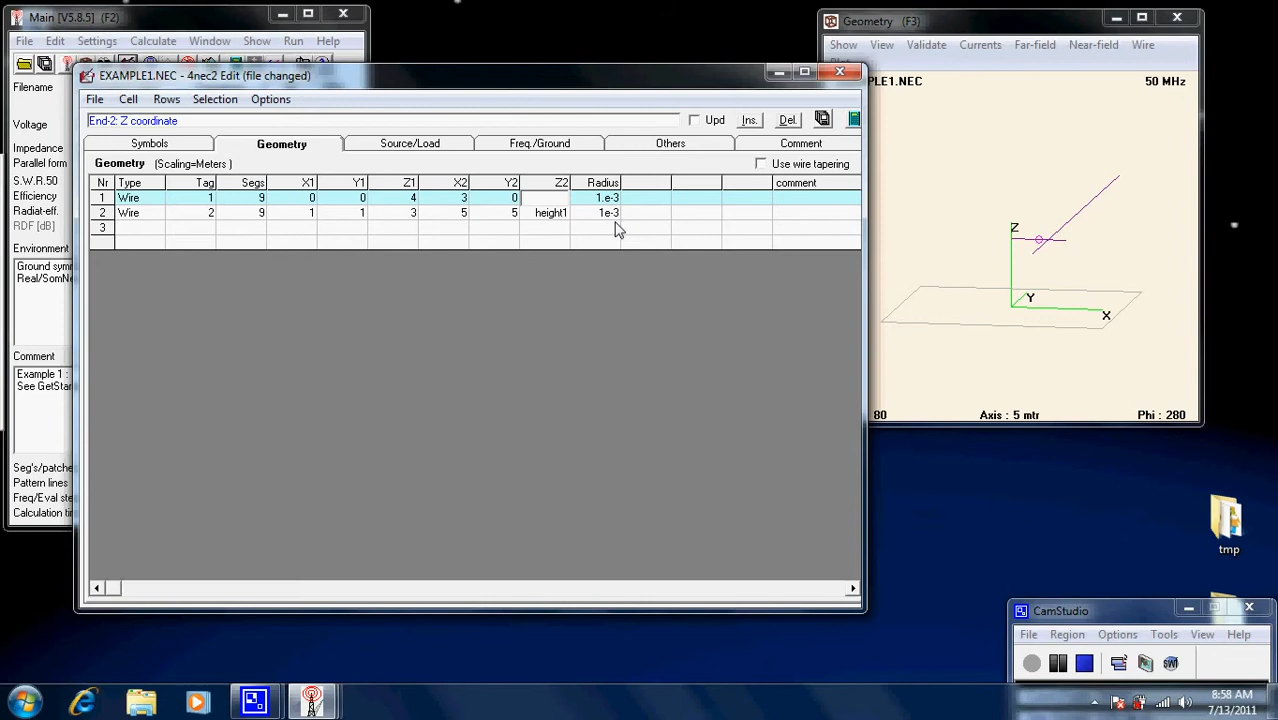 Main [V5.8.5] (F2)
File Edit Settings Calculate Window Show Run Help
Filename
Voltage
Impedance
Parallel form
S.W.R.50
Efficiency
Radiat-eff.
RDF [dB]
Environment
Ground sym
Real/SomNe
Comment
Example 1 :
See GetStar
Seg's/patche
Pattern lines
Freq/Eval ste
Calculation ti
EXAMPLE1.NEC - 4nec2 Edit (file changed)
File Cell Rows Selection Options
End-2: Z coordinate
Upd Ins. Del.
Symbols Geometry Source/Load Freq./Ground Others Comment
Geometry (Scaling=Meters ) Use wire tapering
Nr Type Tag Segs X1 Y1 Z1 X2 Y2 Z2 Radius comment
1 Wire 1 9 0 0 4 3 0 1.e-3
2 Wire 2 9 1 1 3 5 5 height1 1e-3
3
Geometry (F3)
Show View Validate Currents Far-field Near-field Wire
PLE1.NEC 50 MHz
Z
Y
X
80 Axis : 5 mtr Phi : 280
tmp
CamStudio
File Region Options Tools View Help
SWF
8:58 AM
7/13/2011